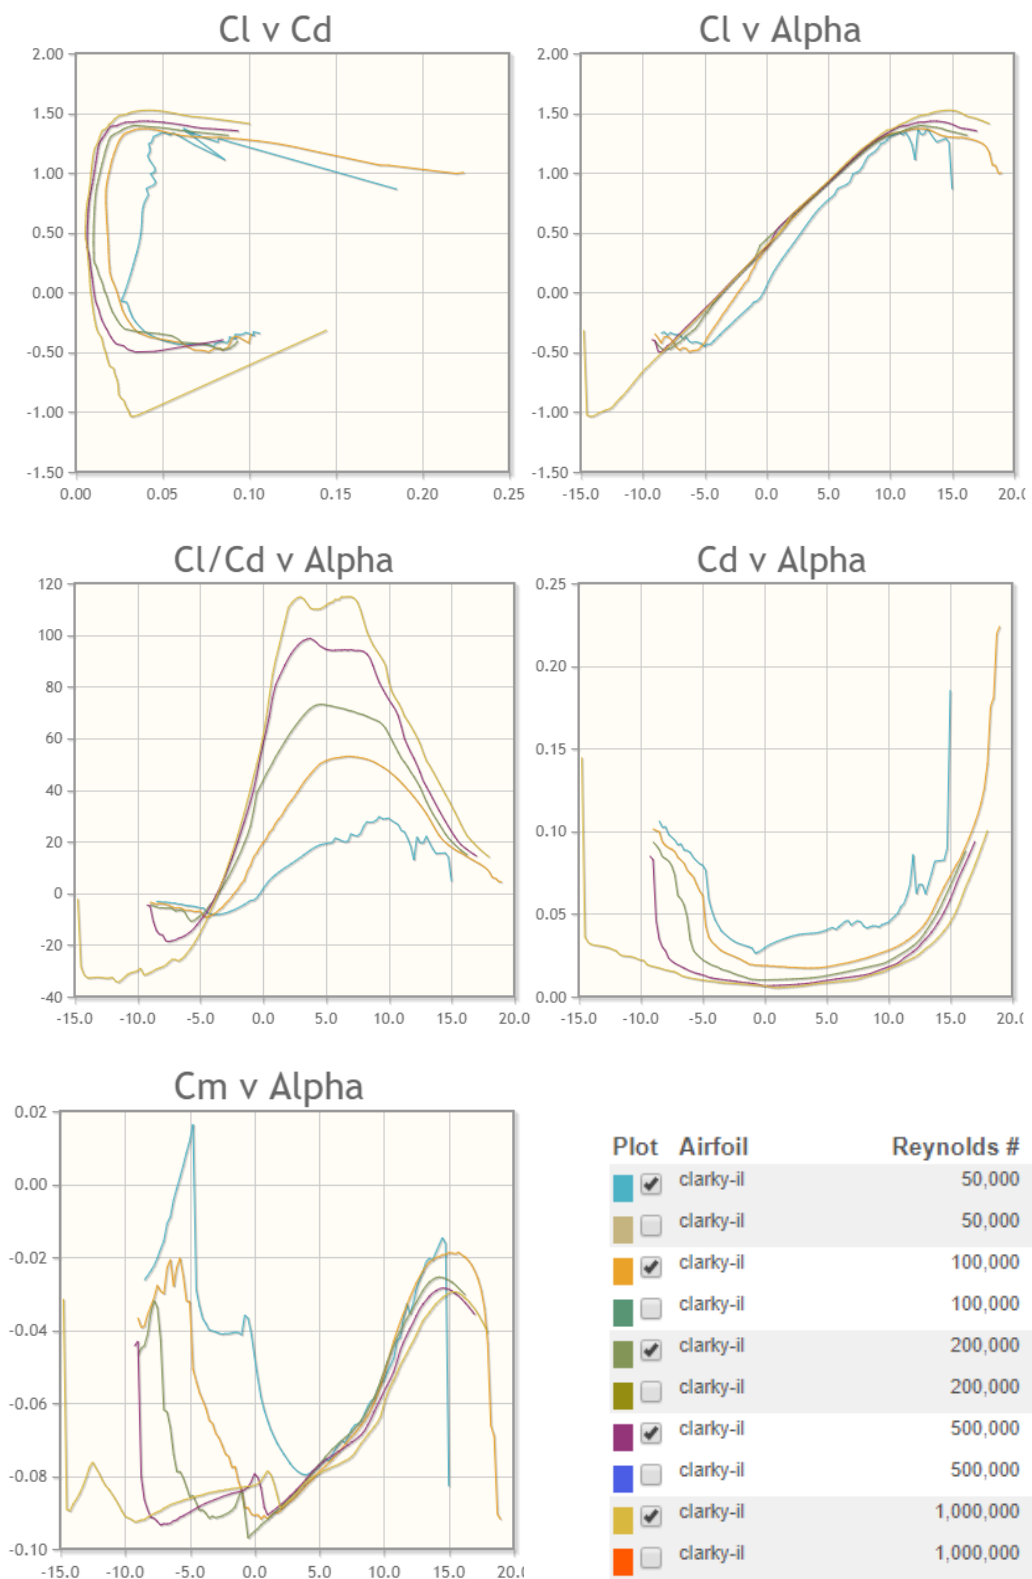 Cl v Cd
2.00
1.50
1.00
0.50
0.00
-0.50
-1.00
-1.50
0.00 0.05 0.10 0.15 0.20 0.25
Cl v Alpha
2.00
1.50
1.00
0.50
0.00
-0.50
-1.00
-1.50
-15.0 -10.0 -5.0 0.0 5.0 10.0 15.0 20.0
Cl/Cd v Alpha
120
100
80
60
40
20
0
-20
-40
-15.0 -10.0 -5.0 0.0 5.0 10.0 15.0 20.0
Cd v Alpha
0.25
0.20
0.15
0.10
0.05
0.00
-15.0 -10.0 -5.0 0.0 5.0 10.0 15.0 20.0
Cm v Alpha
0.02
0.00
-0.02
-0.04
-0.06
-0.08
-0.10
-15.0 -10.0 -5.0 0.0 5.0 10.0 15.0 20.0
Plot Airfoil Reynolds #
clarky-il 50,000
clarky-il 50,000
clarky-il 100,000
clarky-il 100,000
clarky-il 200,000
clarky-il 200,000
clarky-il 500,000
clarky-il 500,000
clarky-il 1,000,000
clarky-il 1,000,000